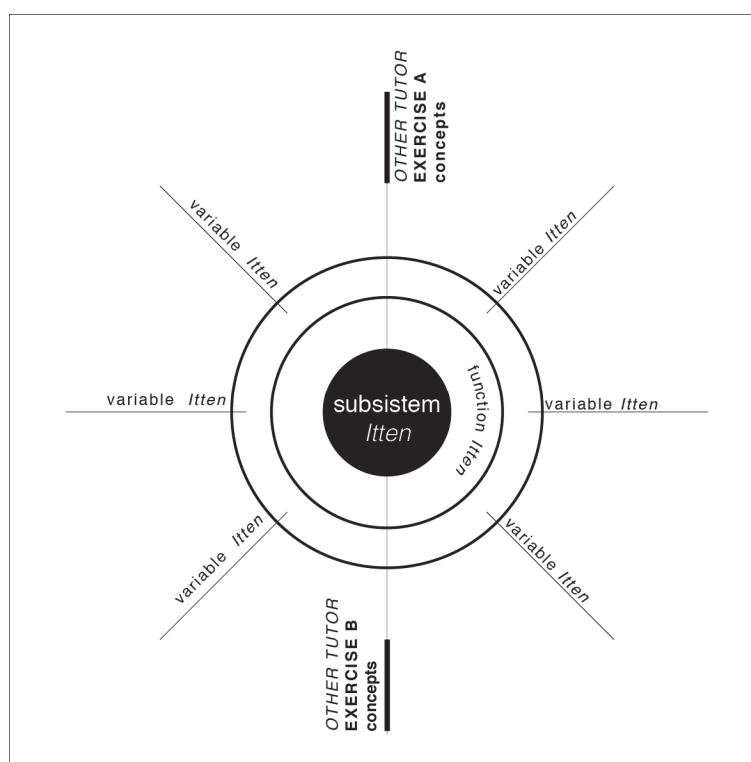 OTHER TUTOR
EXERCISE A
concepts
variable Itten
variable Itten
variable Itten
subsistem
Itten
function Itten
variable Itten
variable Itten
variable Itten
OTHER TUTOR
EXERCISE B
concepts